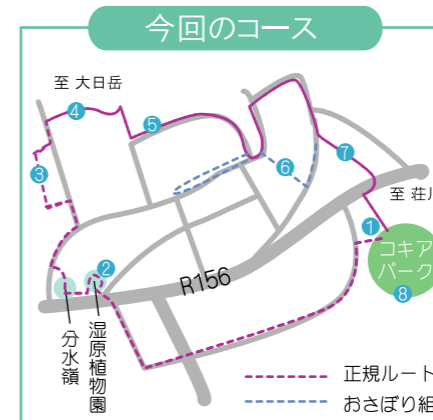 今回のコース
至 大日岳
④
⑤
③
⑥
⑦
至 荘川
①
コキア
パーク
⑧
②
R156
分水嶺
湿原植物園
正規ルート
おさぼり組